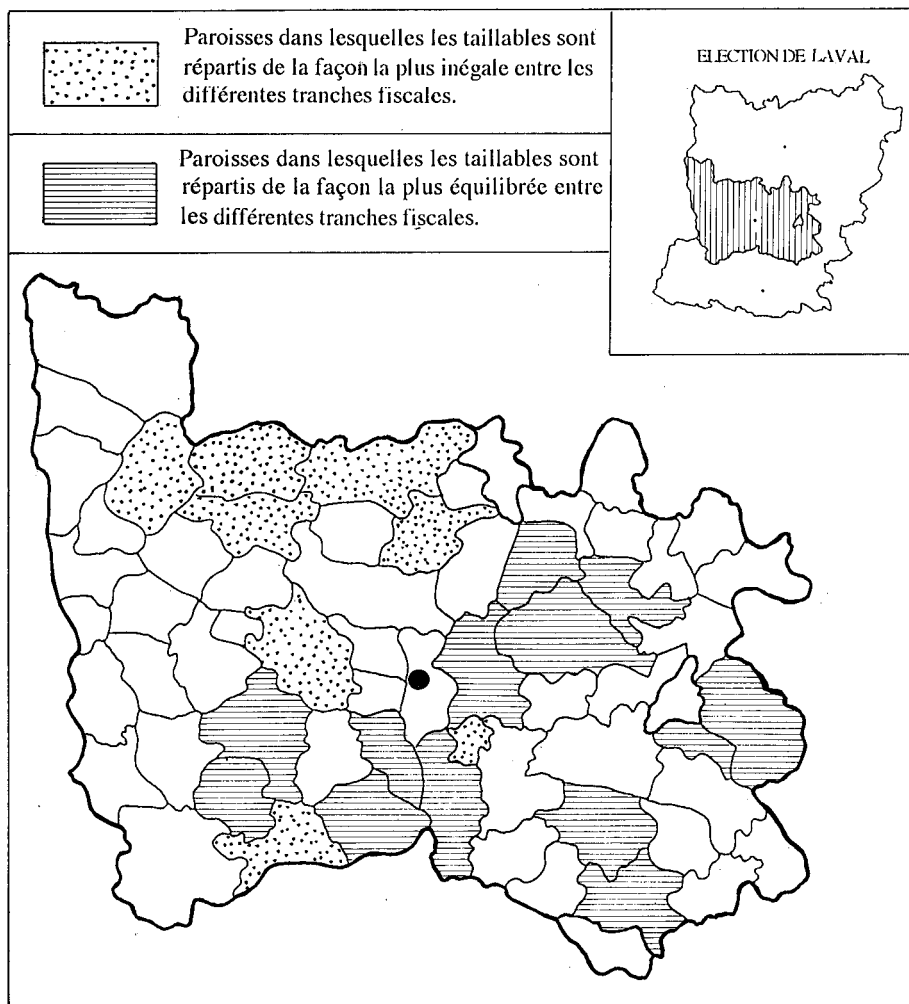 Paroisses dans lesquelles les taillables sont
répartis de la façon la plus inégale entre les
différentes tranches fiscales.
ELECTION DE LAVAL
Paroisses dans lesquelles les taillables sont
répartis de la façon la plus équilibrée entre
les différentes tranches fiscales.